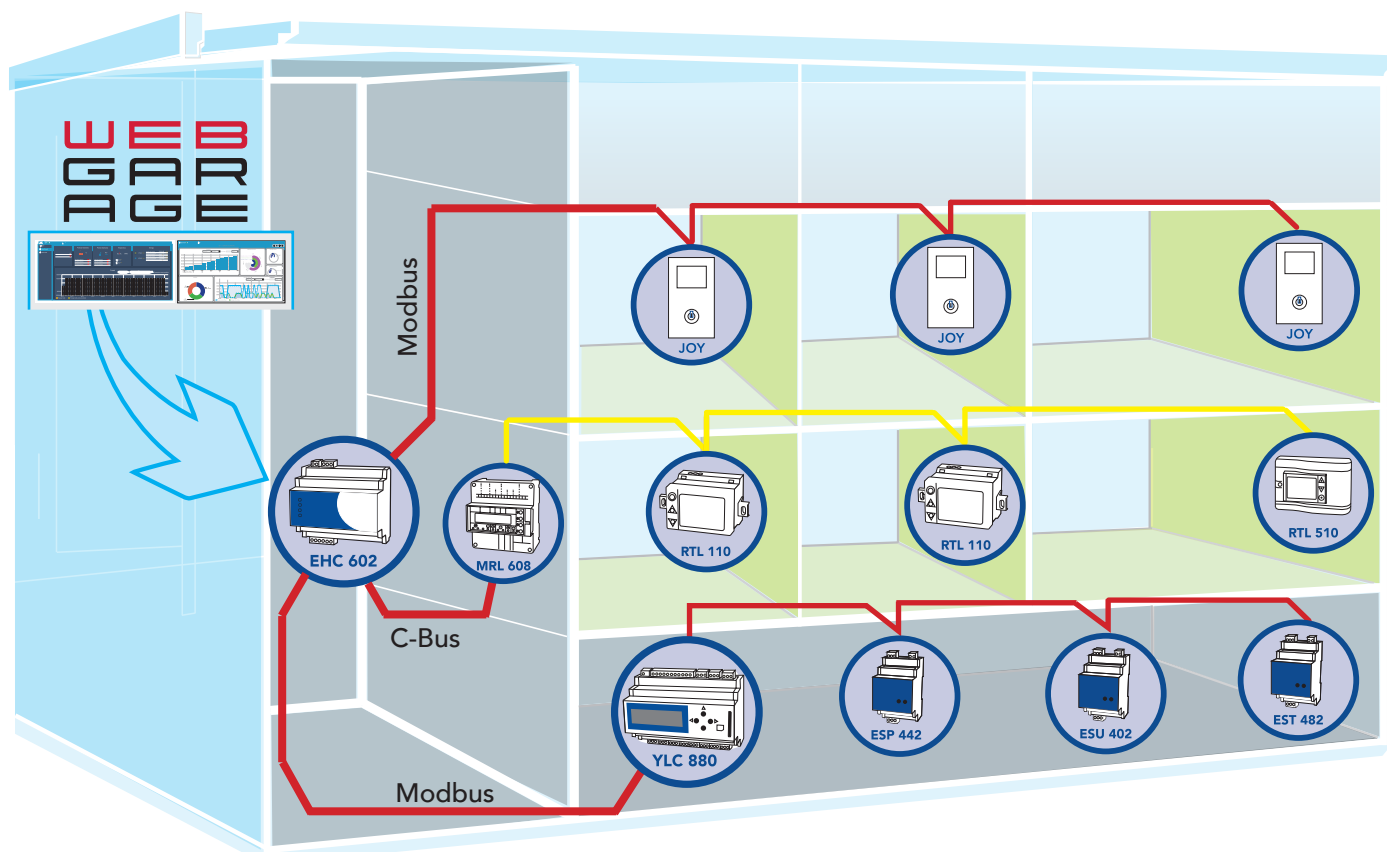 WEB
GAR
AGE
Modbus
JOY
JOY
JOY
EHC 602
MRL 608
RTL 110
RTL 110
RTL 510
C-Bus
YLC 880
ESP 442
ESU 402
EST 482
Modbus